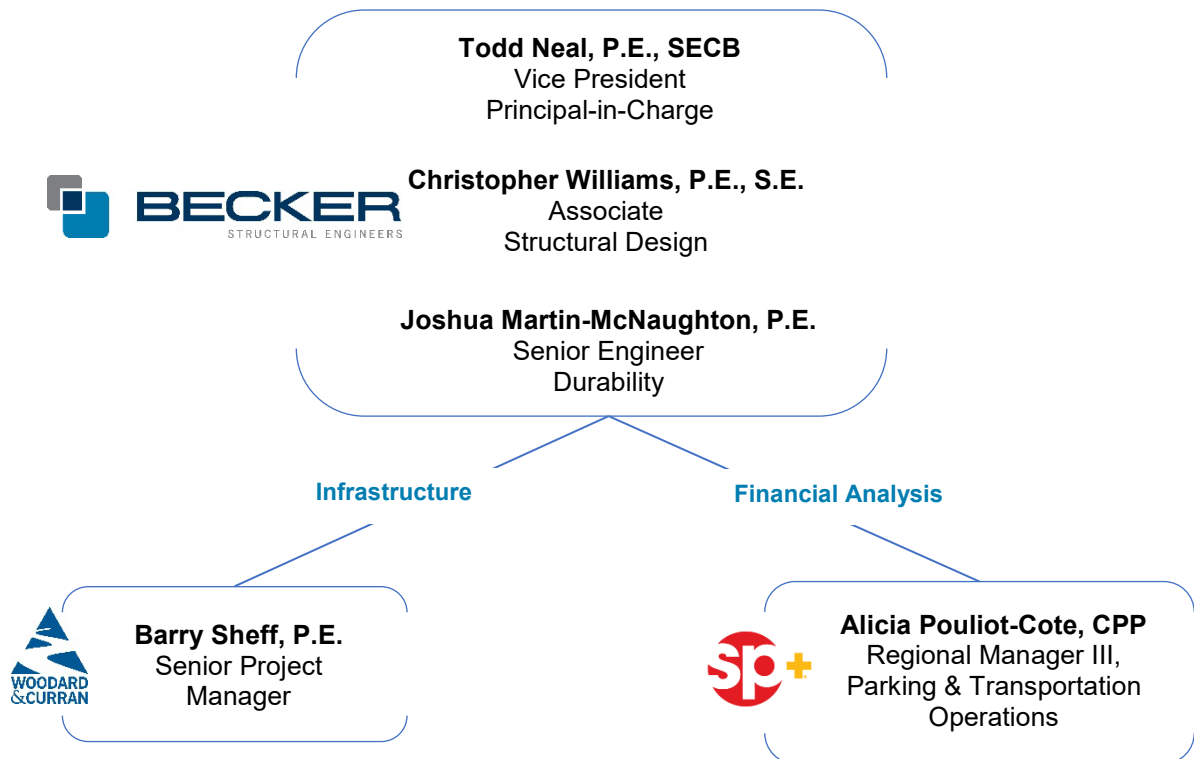 Todd Neal, P.E., SECB
Vice President
Principal-in-Charge
BECKER
STRUCTURAL ENGINEERS
Christopher Williams, P.E., S.E.
Associate
Structural Design
Joshua Martin-McNaughton, P.E.
Senior Engineer
Durability
Infrastructure
Financial Analysis
WOODARD
&CURRAN
Barry Sheff, P.E.
Senior Project
Manager
sp+
Alicia Pouliot-Cote, CPP
Regional Manager III,
Parking & Transportation
Operations